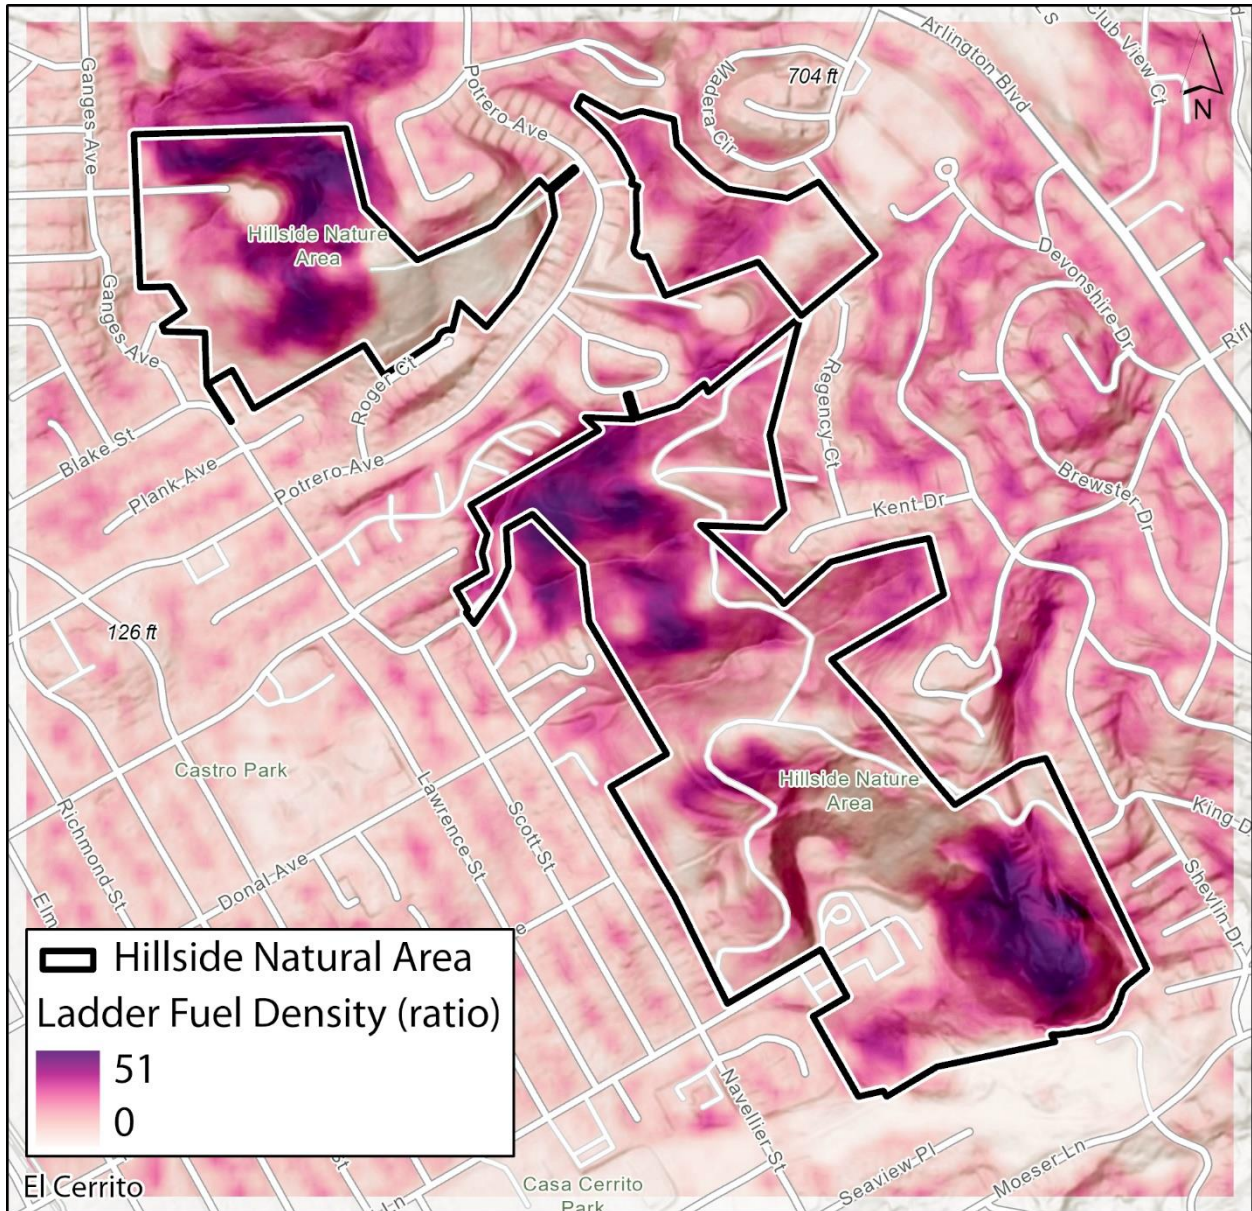 Arlington Blvd
S
Club View Ct
d
Ganges Ave
Potrero Ave
Madera Cir
704 ft
N
Hillside Nature
Area
Devonshire Dr
Ganges Ave
Rifl
Roger Ct
Regency Ct
Blake St
Plank Ave
Potrero Ave
Kent Dr
Brewster Dr
126 ft
Castro Park
Hillside Nature
Area
Lawrence St
Scott St
King D
Richmond St
Donal Ave
Shevlin Dr
Elm
e
Hillside Natural Area
Ladder Fuel Density (ratio)
51
0
Navellier St
Seaview Pl
Moeser Ln
El Cerrito
St
Ln
Casa Cerrito
Park